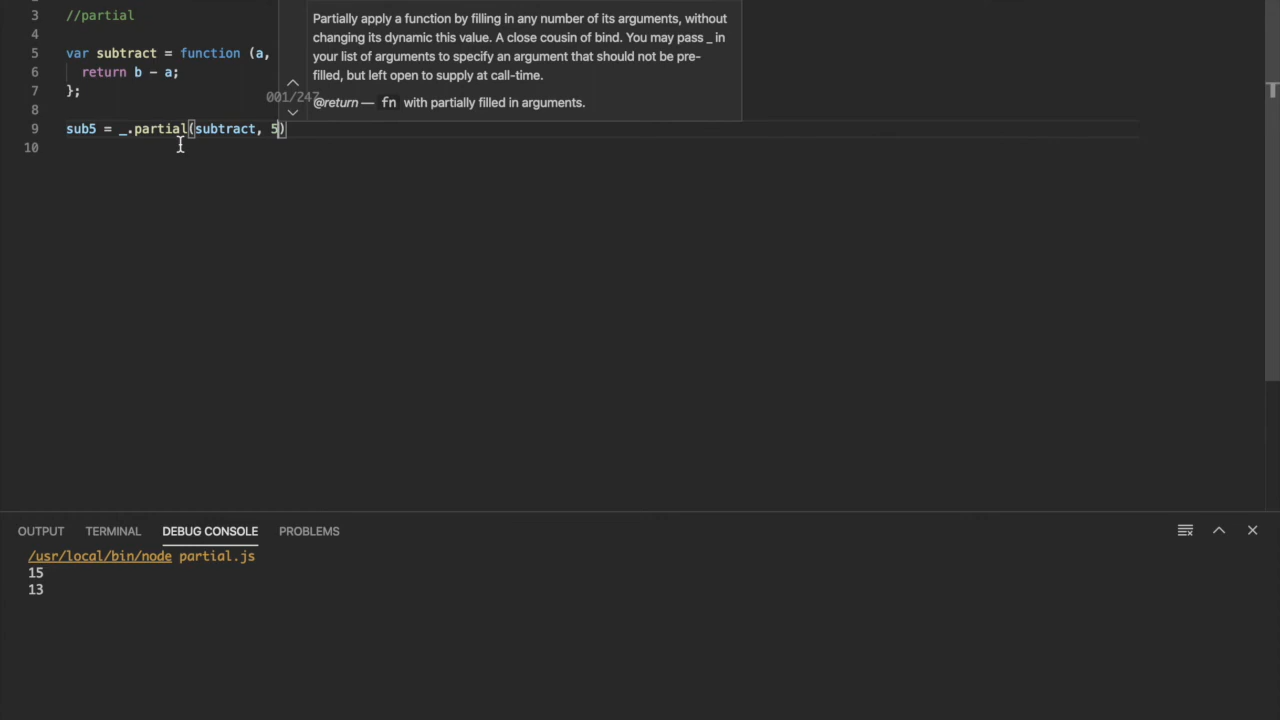 3 //partial
4
5 var subtract = function (a,
6 return b - a;
7 };
8
9 sub5 = _.partial(subtract, 5)
10
001/247
Partially apply a function by filling in any number of its arguments, without
changing its dynamic this value. A close cousin of bind. You may pass _ in
your list of arguments to specify an argument that should not be pre-
filled, but left open to supply at call-time.
@return — fn with partially filled in arguments.
OUTPUT TERMINAL DEBUG CONSOLE PROBLEMS
/usr/local/bin/node partial.js
15
13